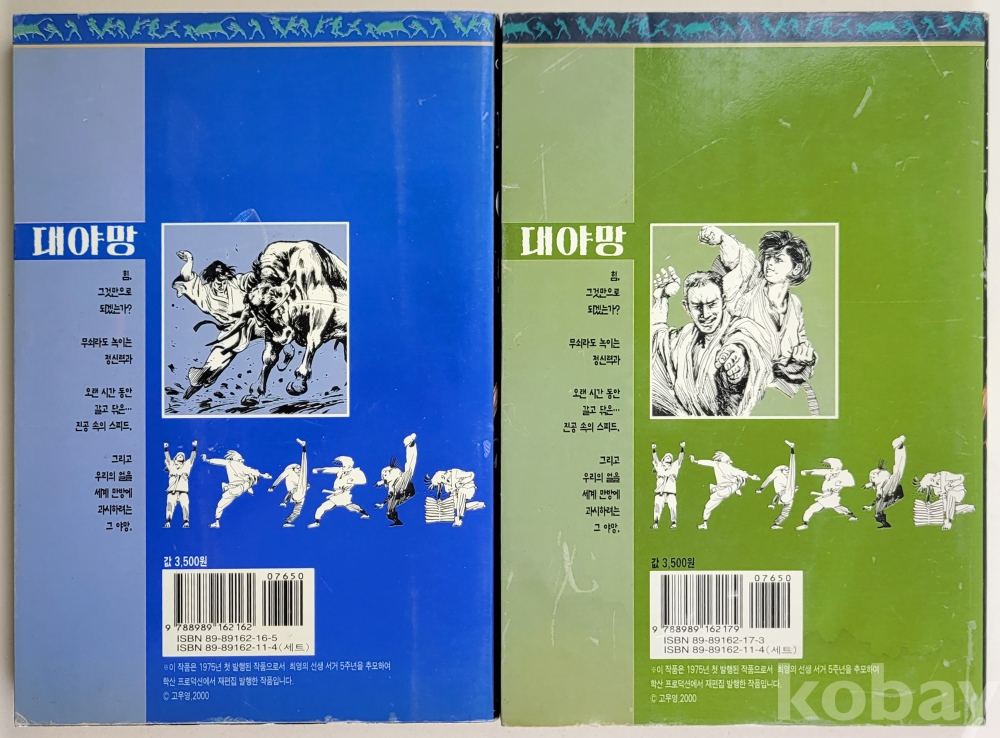 대야망
힘,
그것만으로
되겠는가?
무쇠라도 녹이는
정신력과
오랜 시간 동안
갈고 닦은…
진공 속의 스피드,
그리고
우리의 얼을
세계 만방에
과시하려는
그 야망.
값 3,500원
07650
9 788989 162162
ISBN 89-89162-16-5
ISBN 89-89162-11-4(세트)
※이 작품은 1975년 첫 발행된 작품으로서 최영의 선생 서거 5주년을 추모하여
학산 프로덕션에서 재편집 발행한 작품입니다.
© 고우영, 2000
대야망
힘,
그것만으로
되겠는가?
무쇠라도 녹이는
정신력과
오랜 시간 동안
갈고 닦은…
진공 속의 스피드,
그리고
우리의 얼을
세계 만방에
과시하려는
그 야망.
값 3,500원
07650
9 788989 162179
ISBN 89-89162-17-3
ISBN 89-89162-11-4(세트)
※이 작품은 1975년 첫 발행된 작품으로서 최영의 선생 서거 5주년을 추모하여
학산 프로덕션에서 재편집 발행한 작품입니다.
© 고우영, 2000
kobay